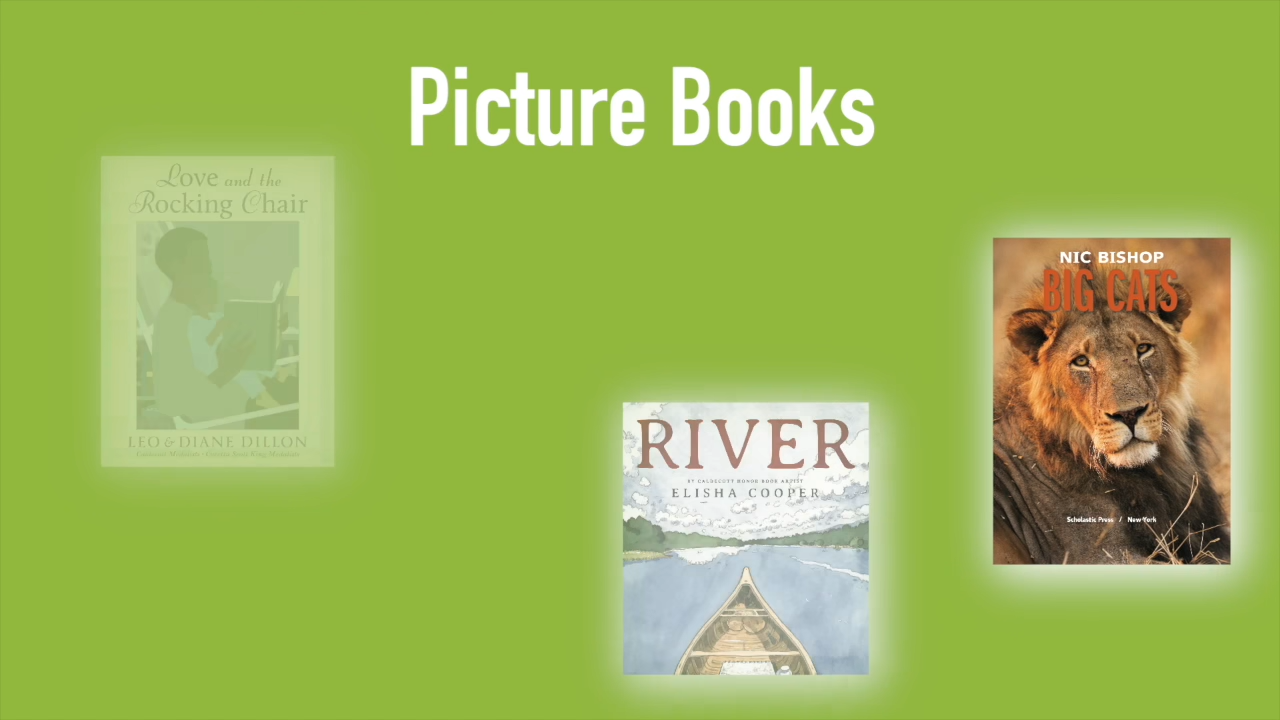 Picture Books
Love and the
Rocking Chair
LEO & DIANE DILLON
NIC BISHOP
BIG CATS
Scholastic Press / New York
RIVER
BY CALDECOTT HONOR BOOK ARTIST
ELISHA COOPER